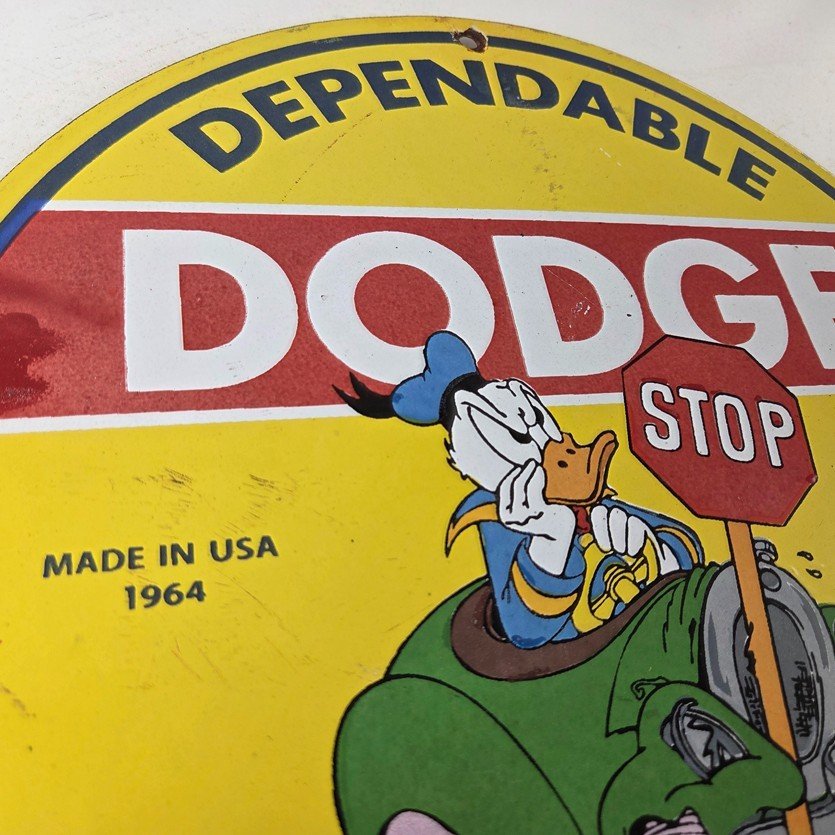 DEPENDABLE
DODGE
STOP
MADE IN USA
1964